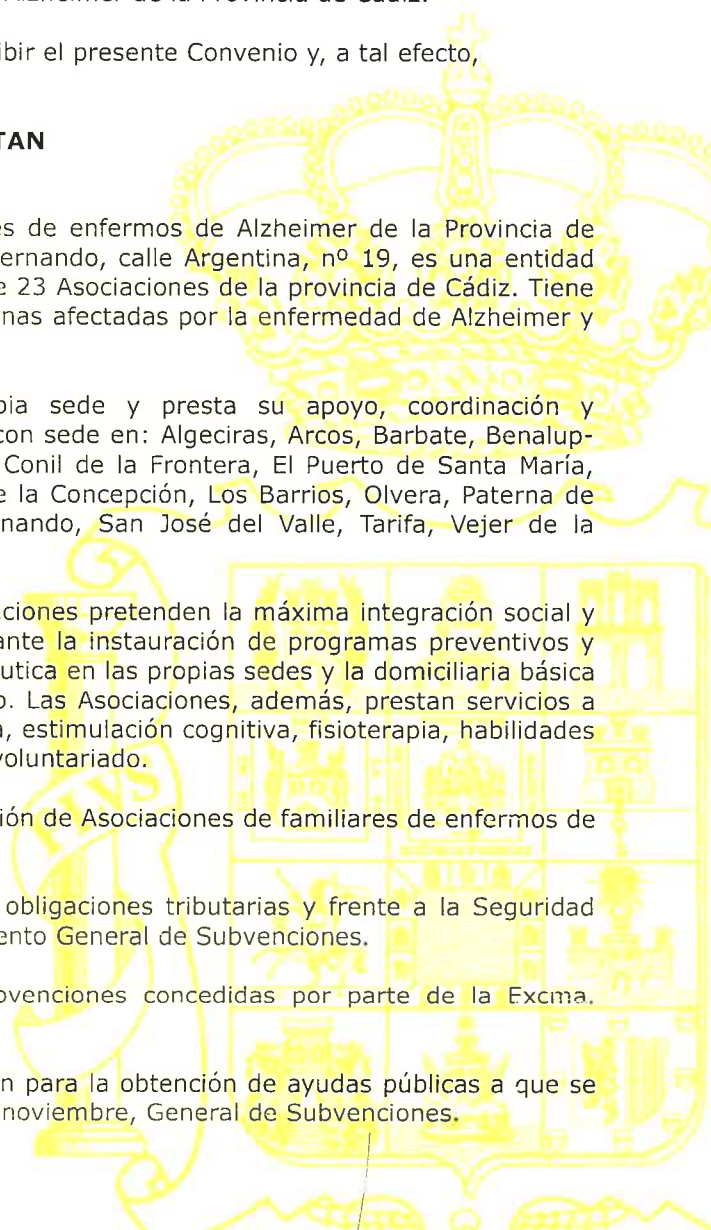 Alzheimer de la Provincia de Cádiz.
ibir el presente Convenio y, a tal efecto,
TAN
es de enfermos de Alzheimer de la Provincia de
ernando, calle Argentina, nº 19, es una entidad
e 23 Asociaciones de la provincia de Cádiz. Tiene
nas afectadas por la enfermedad de Alzheimer y
pia sede y presta su apoyo, coordinación y
con sede en: Algeciras, Arcos, Barbate, Benalup-
Conil de la Frontera, El Puerto de Santa María,
e la Concepción, Los Barrios, Olvera, Paterna de
nando, San José del Valle, Tarifa, Vejer de la
ciones pretenden la máxima integración social y
ante la instauración de programas preventivos y
utica en las propias sedes y la domiciliaria básica
o. Las Asociaciones, además, prestan servicios a
a, estimulación cognitiva, fisioterapia, habilidades
voluntariado.
ión de Asociaciones de familiares de enfermos de
obligaciones tributarias y frente a la Seguridad
ento General de Subvenciones.
ovenciones concedidas por parte de la Excma.
n para la obtención de ayudas públicas a que se
noviembre, General de Subvenciones.
PLVS